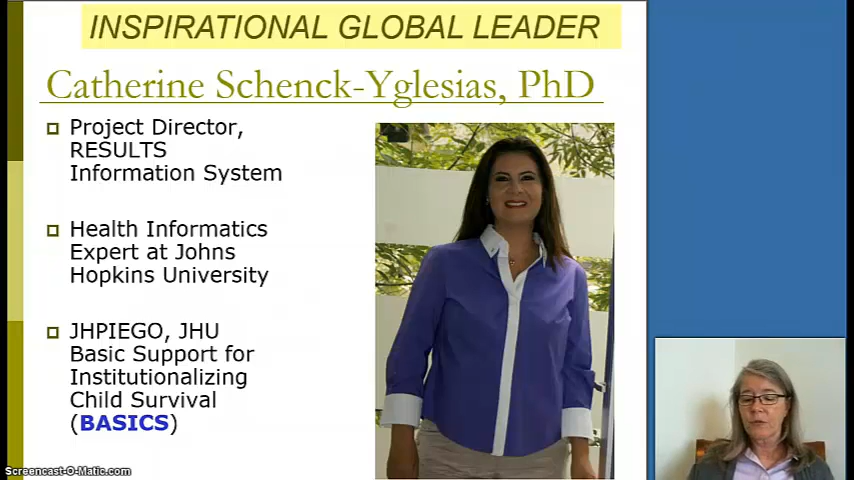 INSPIRATIONAL GLOBAL LEADER
Catherine Schenck-Yglesias, PhD
Project Director,
RESULTS
Information System
Health Informatics
Expert at Johns
Hopkins University
JHPIEGO, JHU
Basic Support for
Institutionalizing
Child Survival
(BASICS)
Screencast-O-Matic.com